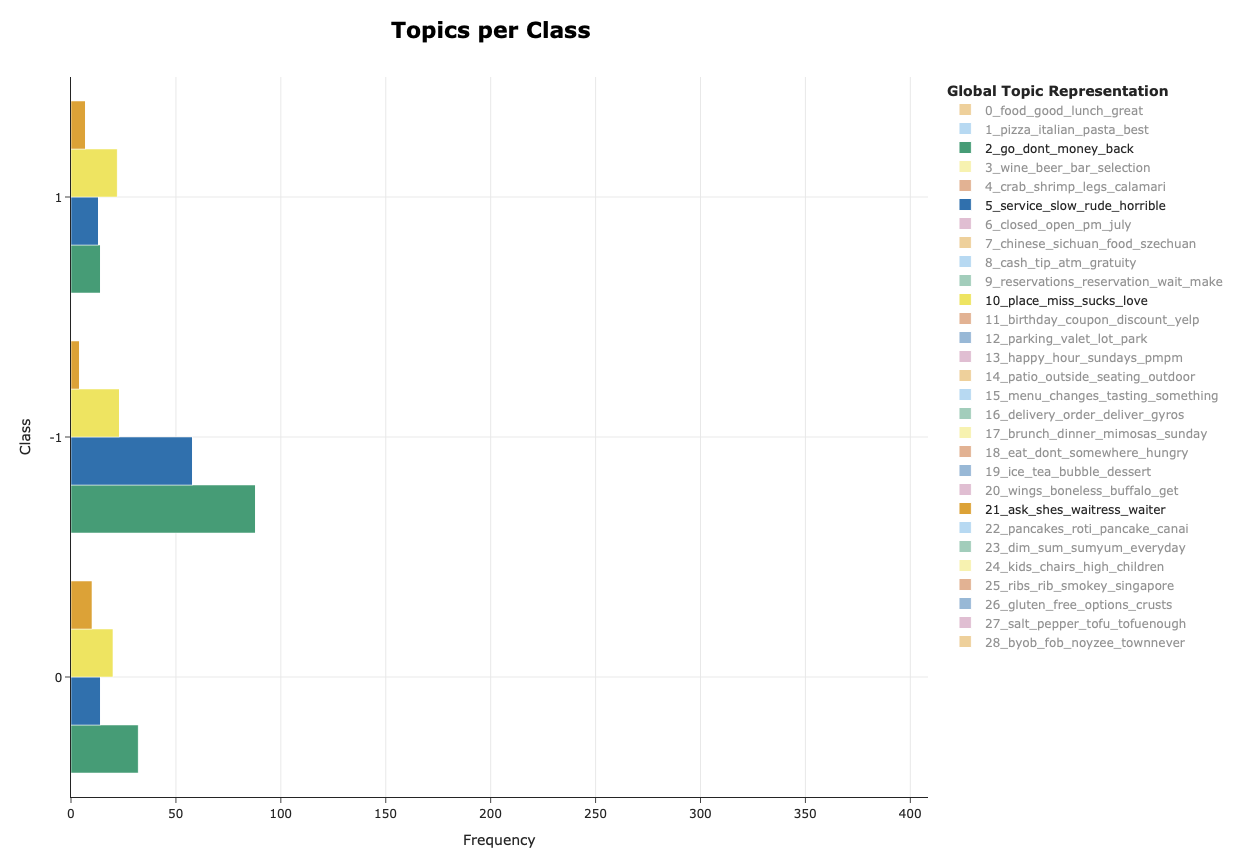 Topics per Class
Global Topic Representation
0_food_good_lunch_great
1_pizza_italian_pasta_best
2_go_dont_money_back
3_wine_beer_bar_selection
4_crab_shrimp_legs_calamari
5_service_slow_rude_horrible
6_closed_open_pm_july
7_chinese_sichuan_food_szechuan
8_cash_tip_atm_gratuity
9_reservations_reservation_wait_make
10_place_miss_sucks_love
11_birthday_coupon_discount_yelp
12_parking_valet_lot_park
13_happy_hour_sundays_pmpm
14_patio_outside_seating_outdoor
15_menu_changes_tasting_something
16_delivery_order_deliver_gyros
17_brunch_dinner_mimosas_sunday
18_eat_dont_somewhere_hungry
19_ice_tea_bubble_dessert
20_wings_boneless_buffalo_get
21_ask_shes_waitress_waiter
22_pancakes_roti_pancake_canai
23_dim_sum_sumyum_everyday
24_kids_chairs_high_children
25_ribs_rib_smokey_singapore
26_gluten_free_options_crusts
27_salt_pepper_tofu_tofuenough
28_byob_fob_noyzee_townnever
Class
1
-1
0
0 50 100 150 200 250 300 350 400
Frequency